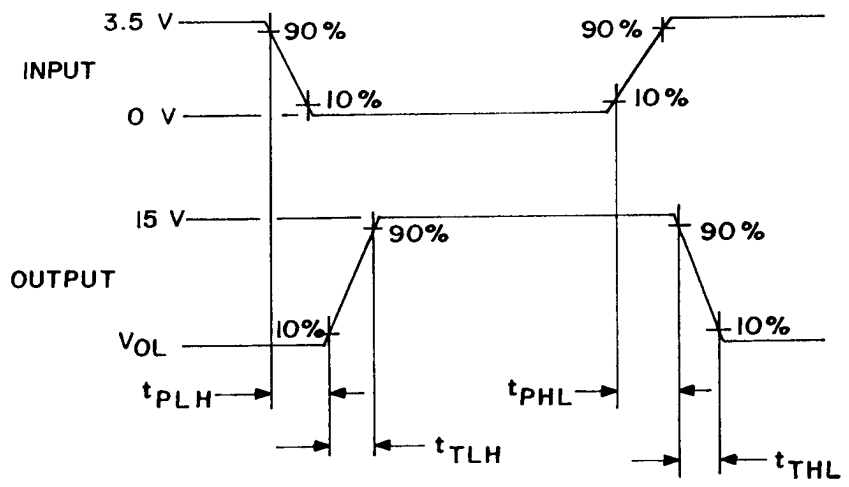 3.5 V
90%
90%
INPUT
10%
10%
0 V
15 V
90%
90%
OUTPUT
10%
10%
VOL
tPLH
tPHL
tTLH
tTHL